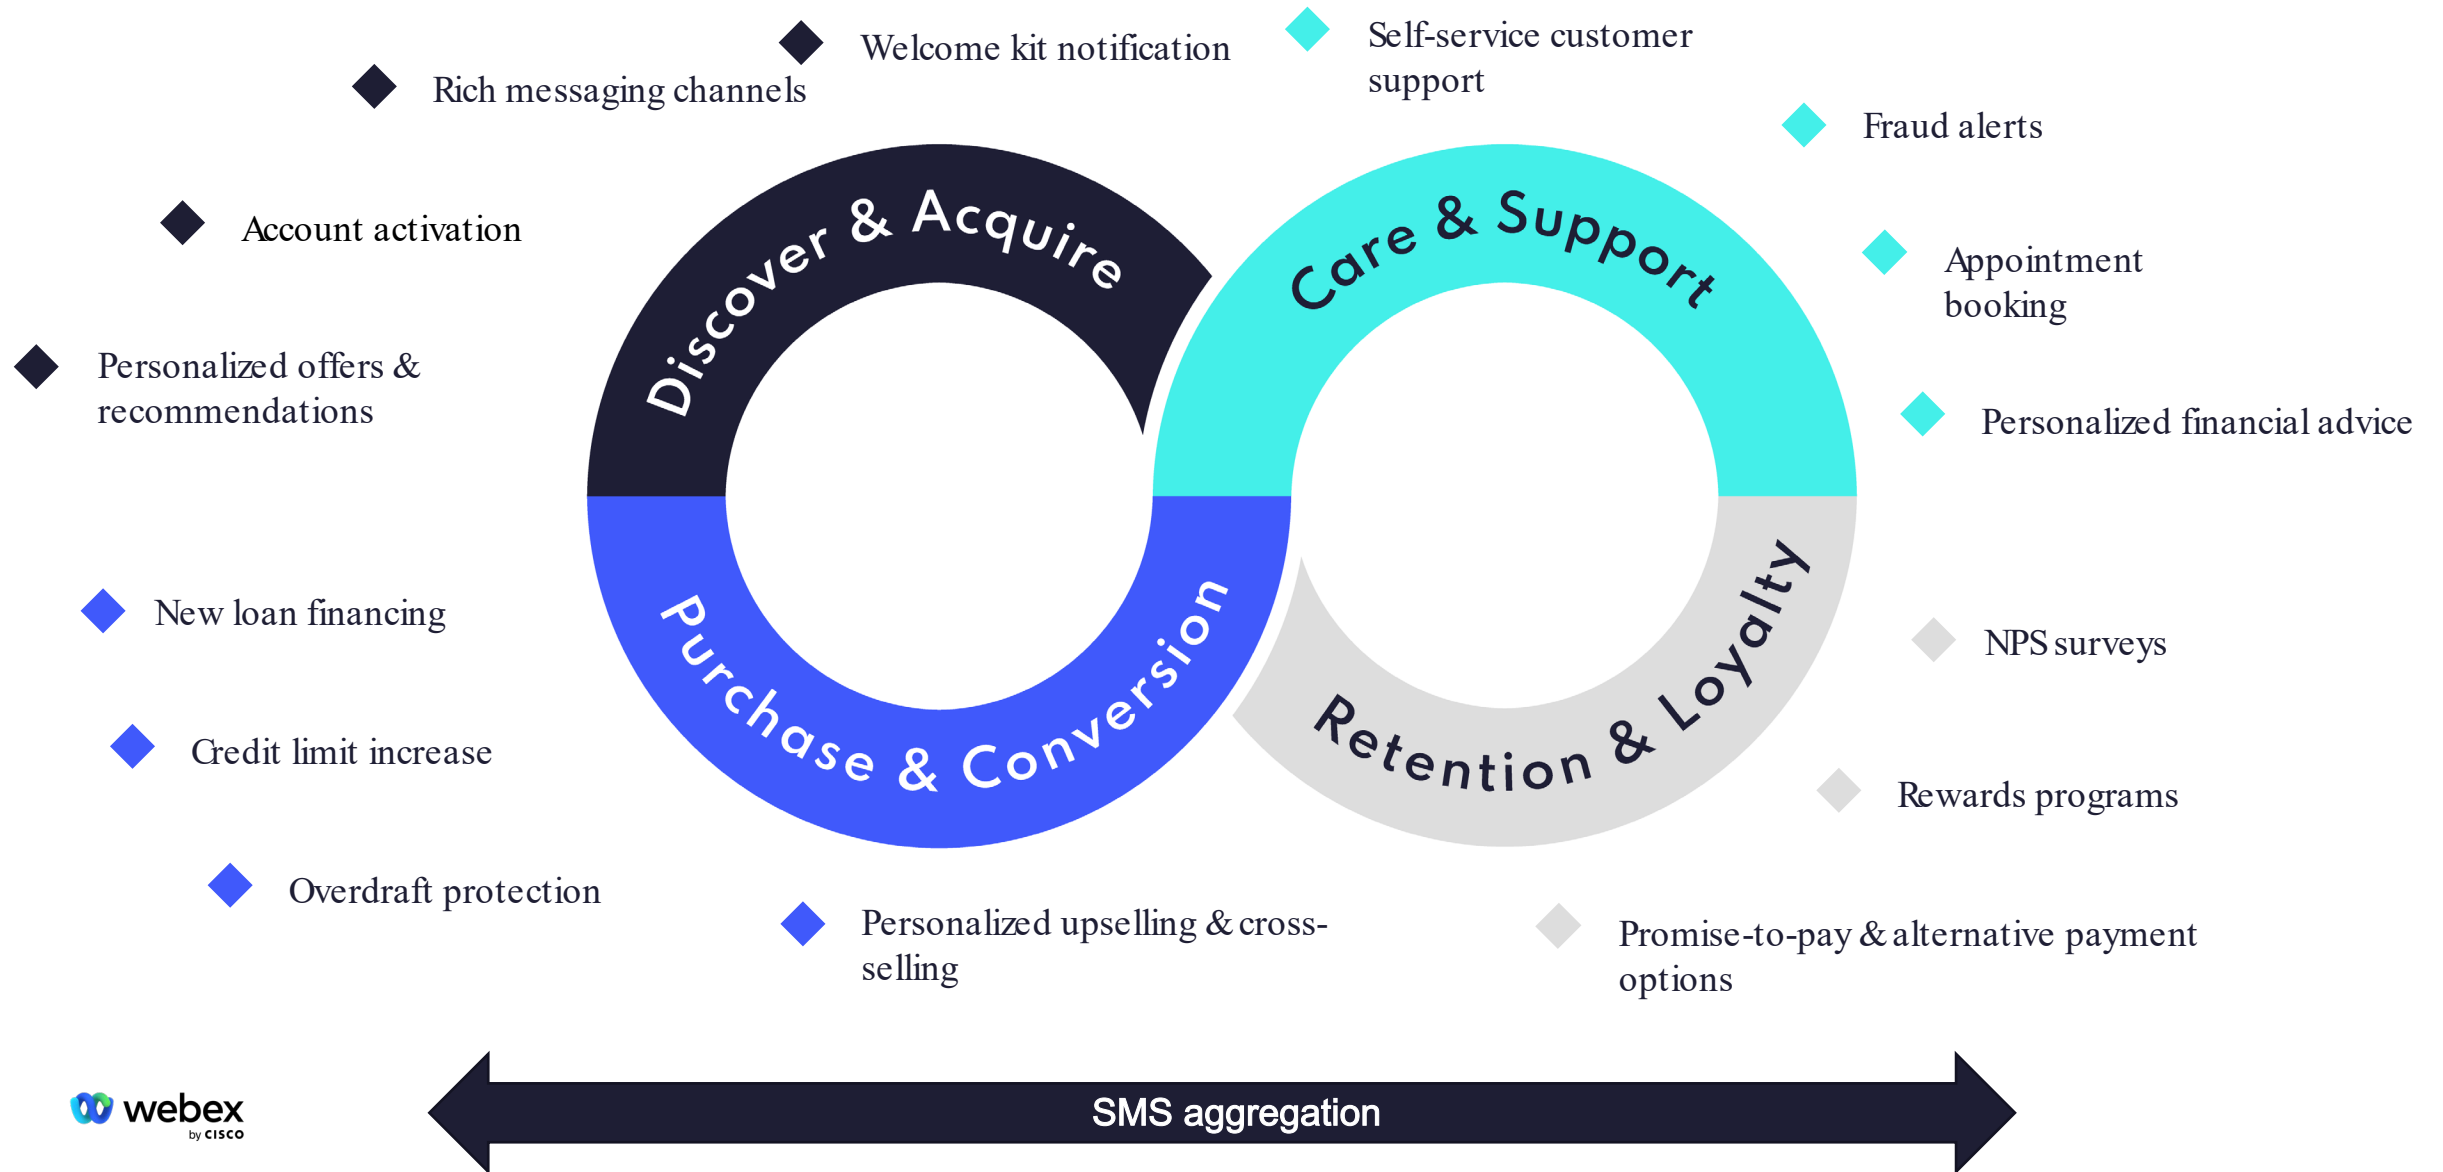 Welcome kit notification
Self-service customer
support
Rich messaging channels
Fraud alerts
Account activation
Appointment
booking
Personalized offers &
recommendations
Personalized financial advice
Discover & Acquire
Care & Support
Purchase & Conversion
Retention & Loyalty
New loan financing
NPS surveys
Credit limit increase
Rewards programs
Overdraft protection
Personalized upselling & cross-
selling
Promise-to-pay & alternative payment
options
SMS aggregation
webex
by CISCO